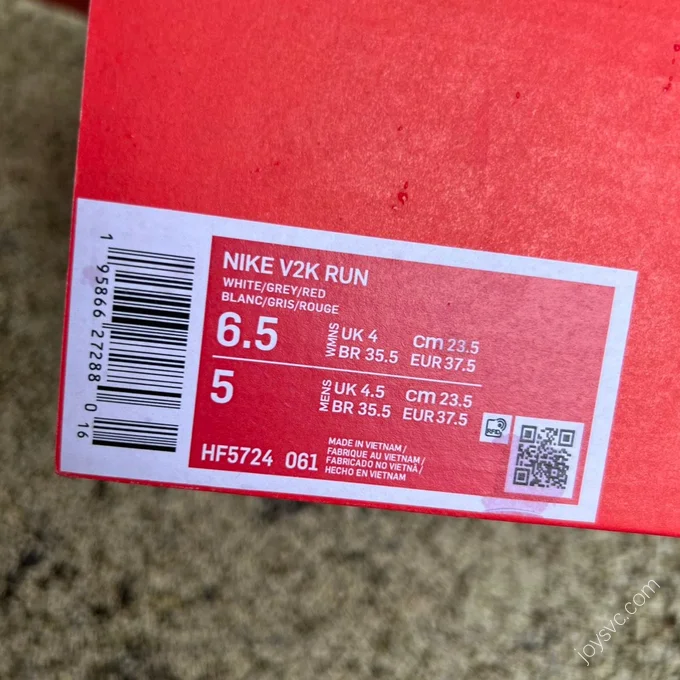 NIKE V2K RUN
WHITE/GREY/RED
BLANC/GRIS/ROUGE
6.5 WMNS UK 4 cm 23.5
BR 35.5 EUR 37.5
5 MENS UK 4.5 cm 23.5
BR 35.5 EUR 37.5
HF5724 061
MADE IN VIETNAM /
FABRIQUE AU VIETNAM /
FABRICADO NO VIETNÃ /
HECHO EN VIETNAM
RFID
1 95866 27288 0 16
joysvc.com